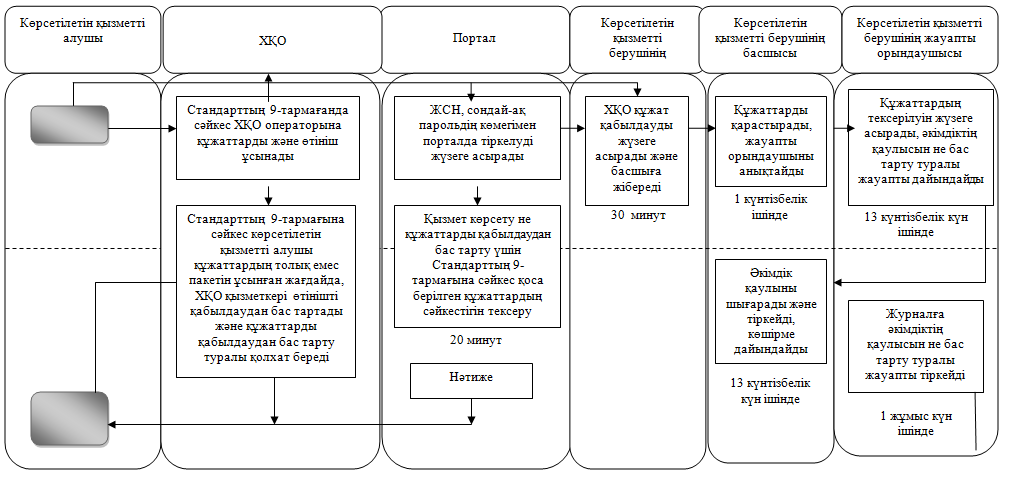 Көрсетілетін қызметті
алушы
ХҚО
Портал
Көрсетілетін
қызметті
берушінің
Көрсетілетін
қызметті берушінің
басшысы
Көрсетілетін қызметті
берушінің жауапты
орындаушысы
Стандарттың 9-тармағанда
сәйкес ХҚО операторына
құжаттарды және өтініш
ұсынады
ЖСН, сондай-ақ
парольдің көмегімен
порталда тіркелуді
жүзеге асырады
ХҚО құжат
қабылдауды
жүзеге
асырады және
басшыға
жібереді
30 минут
Құжаттарды
қарастырады,
жауапты
орындаушыны
анықтайды
1 күнтізбелік
ішінде
Құжаттардың
тексерілуін жүзеге
асырады, әкімдіктің
қаулысын не бас
тарту туралы
жауапты дайындайды
13 күнтізбелік күн
ішінде
Стандарттың 9-тармағына
сәйкес көрсетілетін
қызметті алушы
құжаттардың толық емес
пакетін ұсынған жағдайда,
ХҚО қызметкері өтінішті
қабылдаудан бас тартады
және құжаттарды
қабылдаудан бас тарту
туралы қолхат береді
Қызмет көрсету не
құжаттарды қабылдаудан
бас тарту үшін
Стандарттың 9-
тармағына сәйкес қоса
берілген құжаттардың
сәйкестігін тексеру
20 минут
Нәтиже
Әкімдік
қаулыны
шығарады және
тіркейді,
көшірме
дайындайды
13 күнтізбелік
күн ішінде
Журналға
әкімдіктің
қаулысын не бас
тарту туралы
жауапты тіркейді
1 жұмыс күн
ішінде